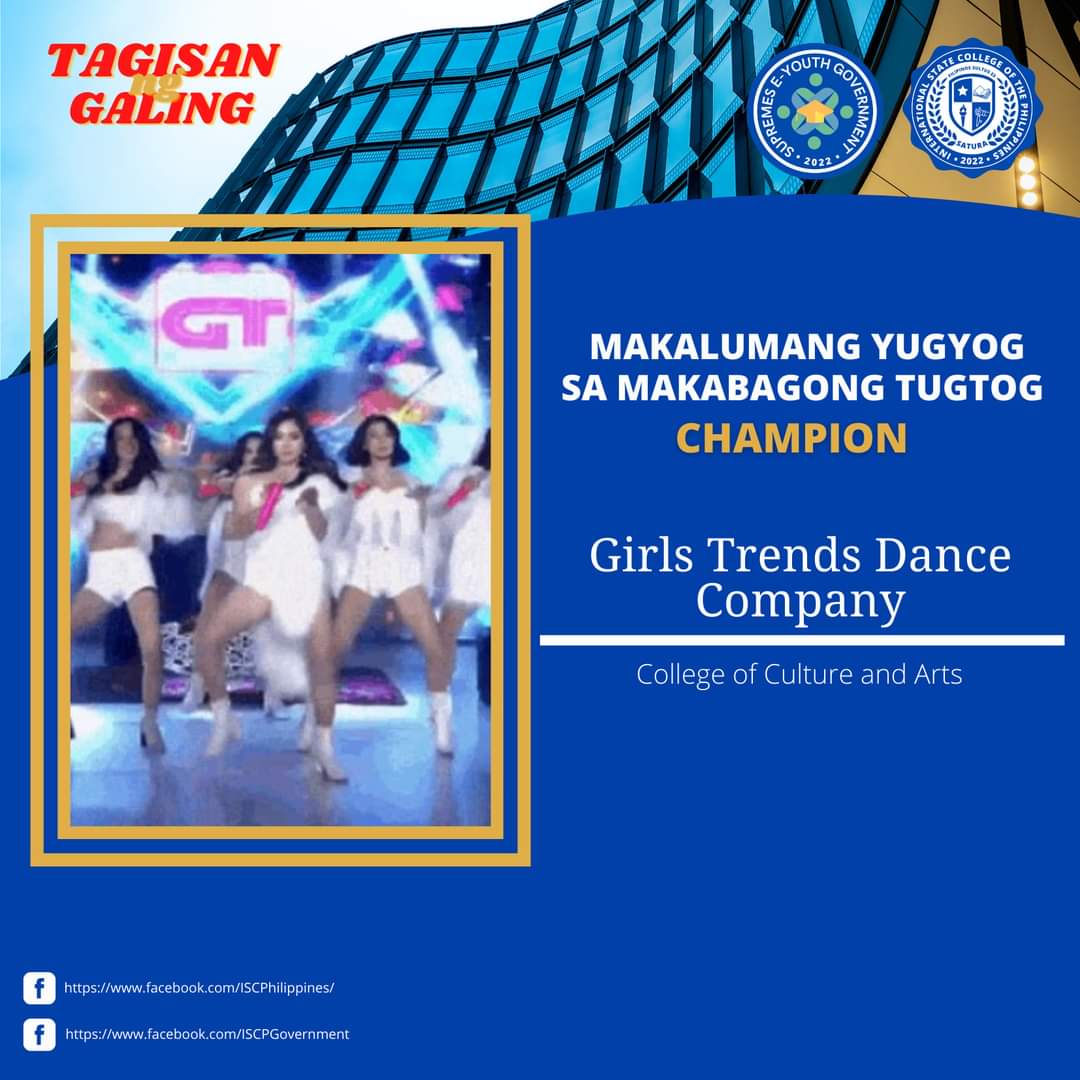 TAGISAN
ng
GALING
SUPREMES E-YOUTH GOVERNMENT
• 2022 •
INTERNATIONAL STATE COLLEGE OF THE PHILIPPINES
SATURA
• 2022 •
GT
MAKALUMANG YUGYOG
SA MAKABAGONG TUGTOG
CHAMPION
Girls Trends Dance
Company
College of Culture and Arts
https://www.facebook.com/ISCPhilippines/
https://www.facebook.com/ISCPGovernment